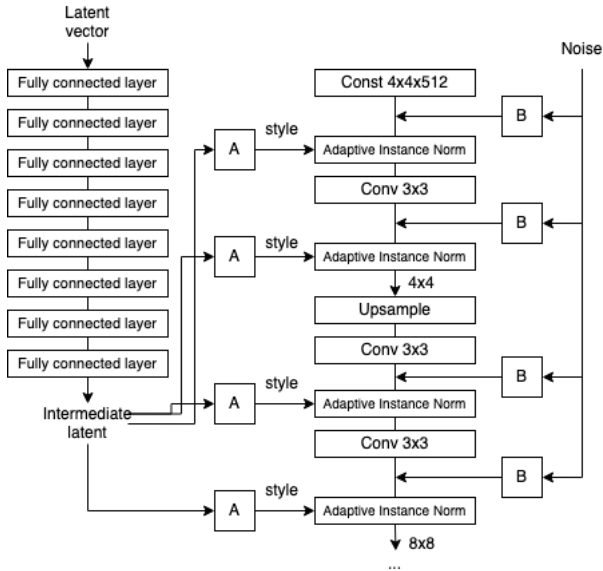 Latent
vector
Fully connected layer
Fully connected layer
Fully connected layer
Fully connected layer
Fully connected layer
Fully connected layer
Fully connected layer
Fully connected layer
Intermediate
latent
A
style
A
style
A
style
A
style
Const 4x4x512
Adaptive Instance Norm
Conv 3x3
Adaptive Instance Norm
4x4
Upsample
Conv 3x3
Adaptive Instance Norm
Conv 3x3
Adaptive Instance Norm
8x8
...
Noise
B
B
B
B